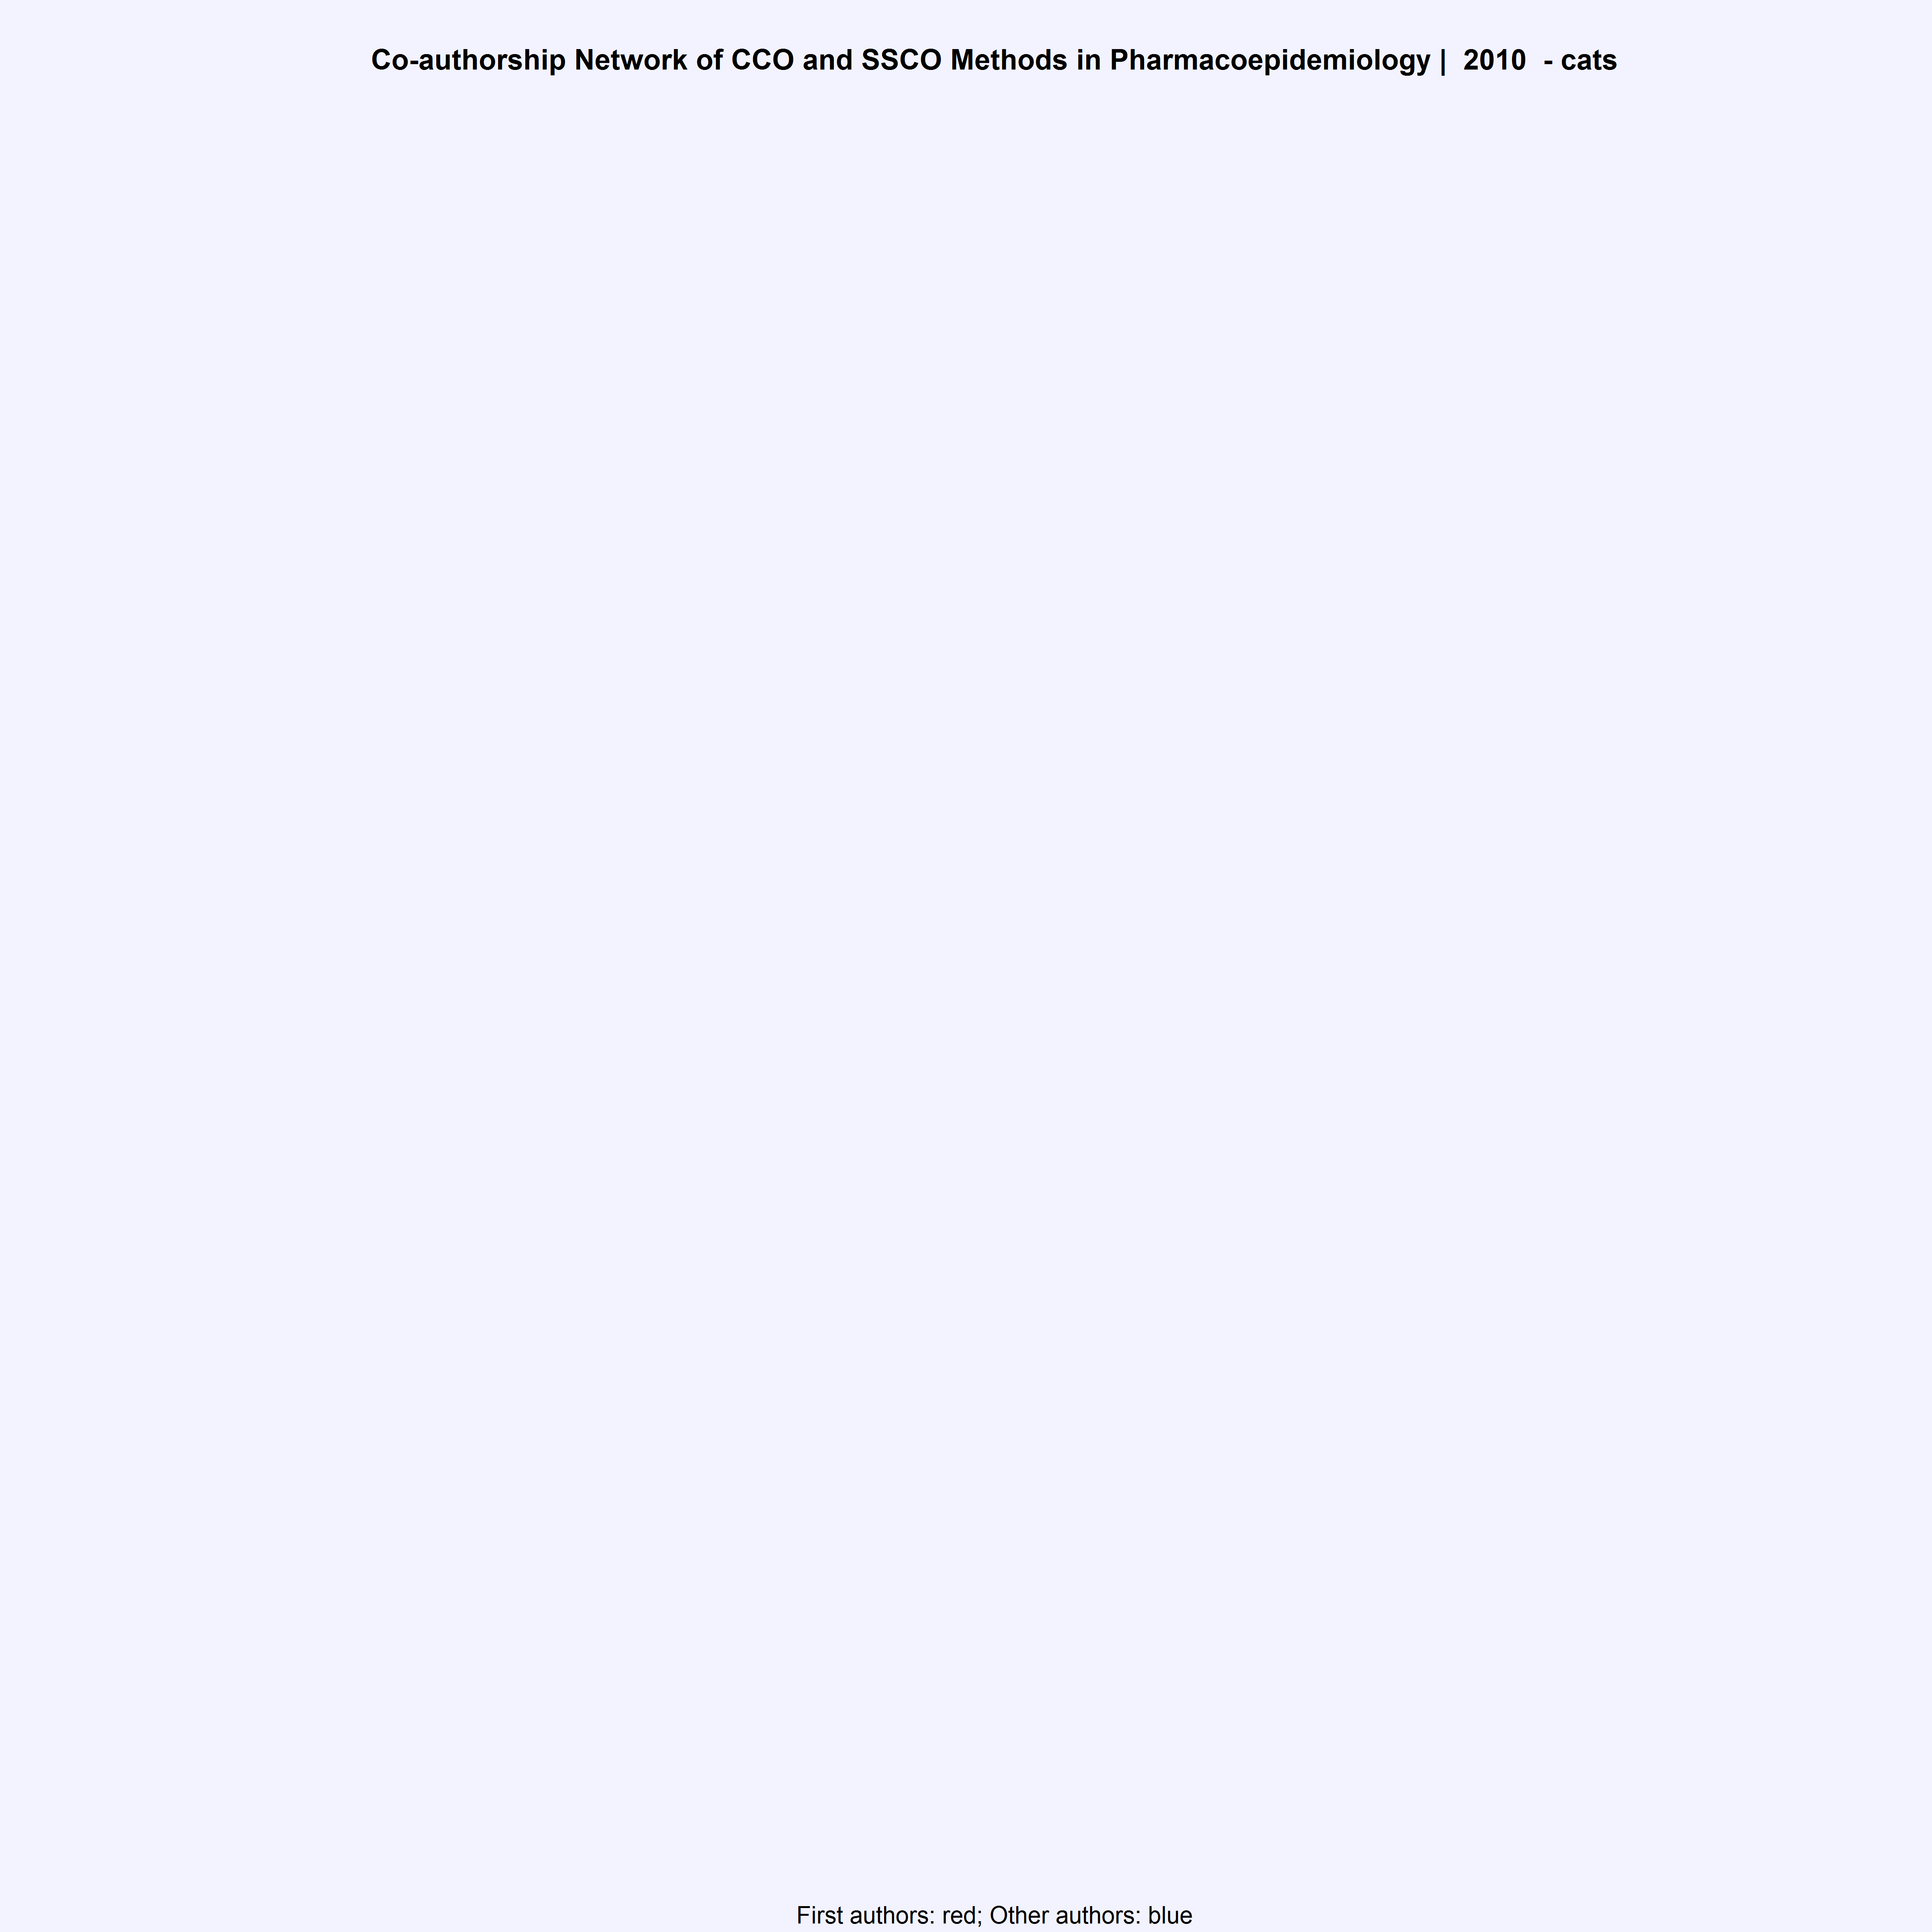 Co-authorship Network of CCO and SSCO Methods in Pharmacoepidemiology |  2010  - cats
First authors: red; Other authors: blue